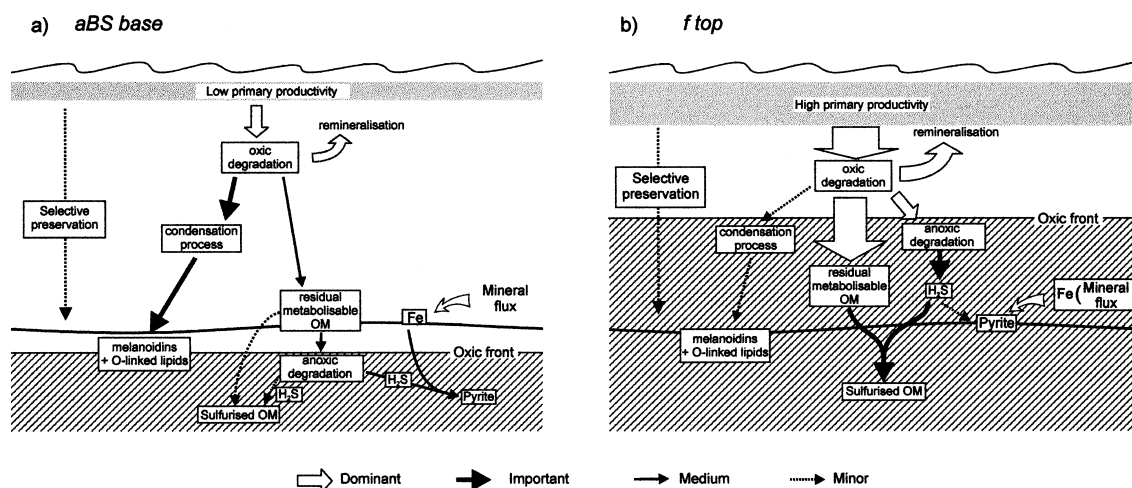 a) aBS base
Low primary productivity
remineralisation
oxic
degradation
Selective
preservation
condensation
process
residual
metabolisable
OM
Mineral
flux
Fe
melanoidins
+ O-linked lipids
Oxic front
anoxic degradation
H₂S
H₂S
Pyrite
Sulfurised OM
b) f top
High primary productivity
remineralisation
oxic
degradation
Selective
preservation
Oxic front
condensation
process
anoxic
degradation
residual
metabolisable
OM
H₂S
Fe
Mineral
flux
Pyrite
melanoidins
+ O-linked lipids
Sulfurised OM
Dominant
Important
Medium
Minor